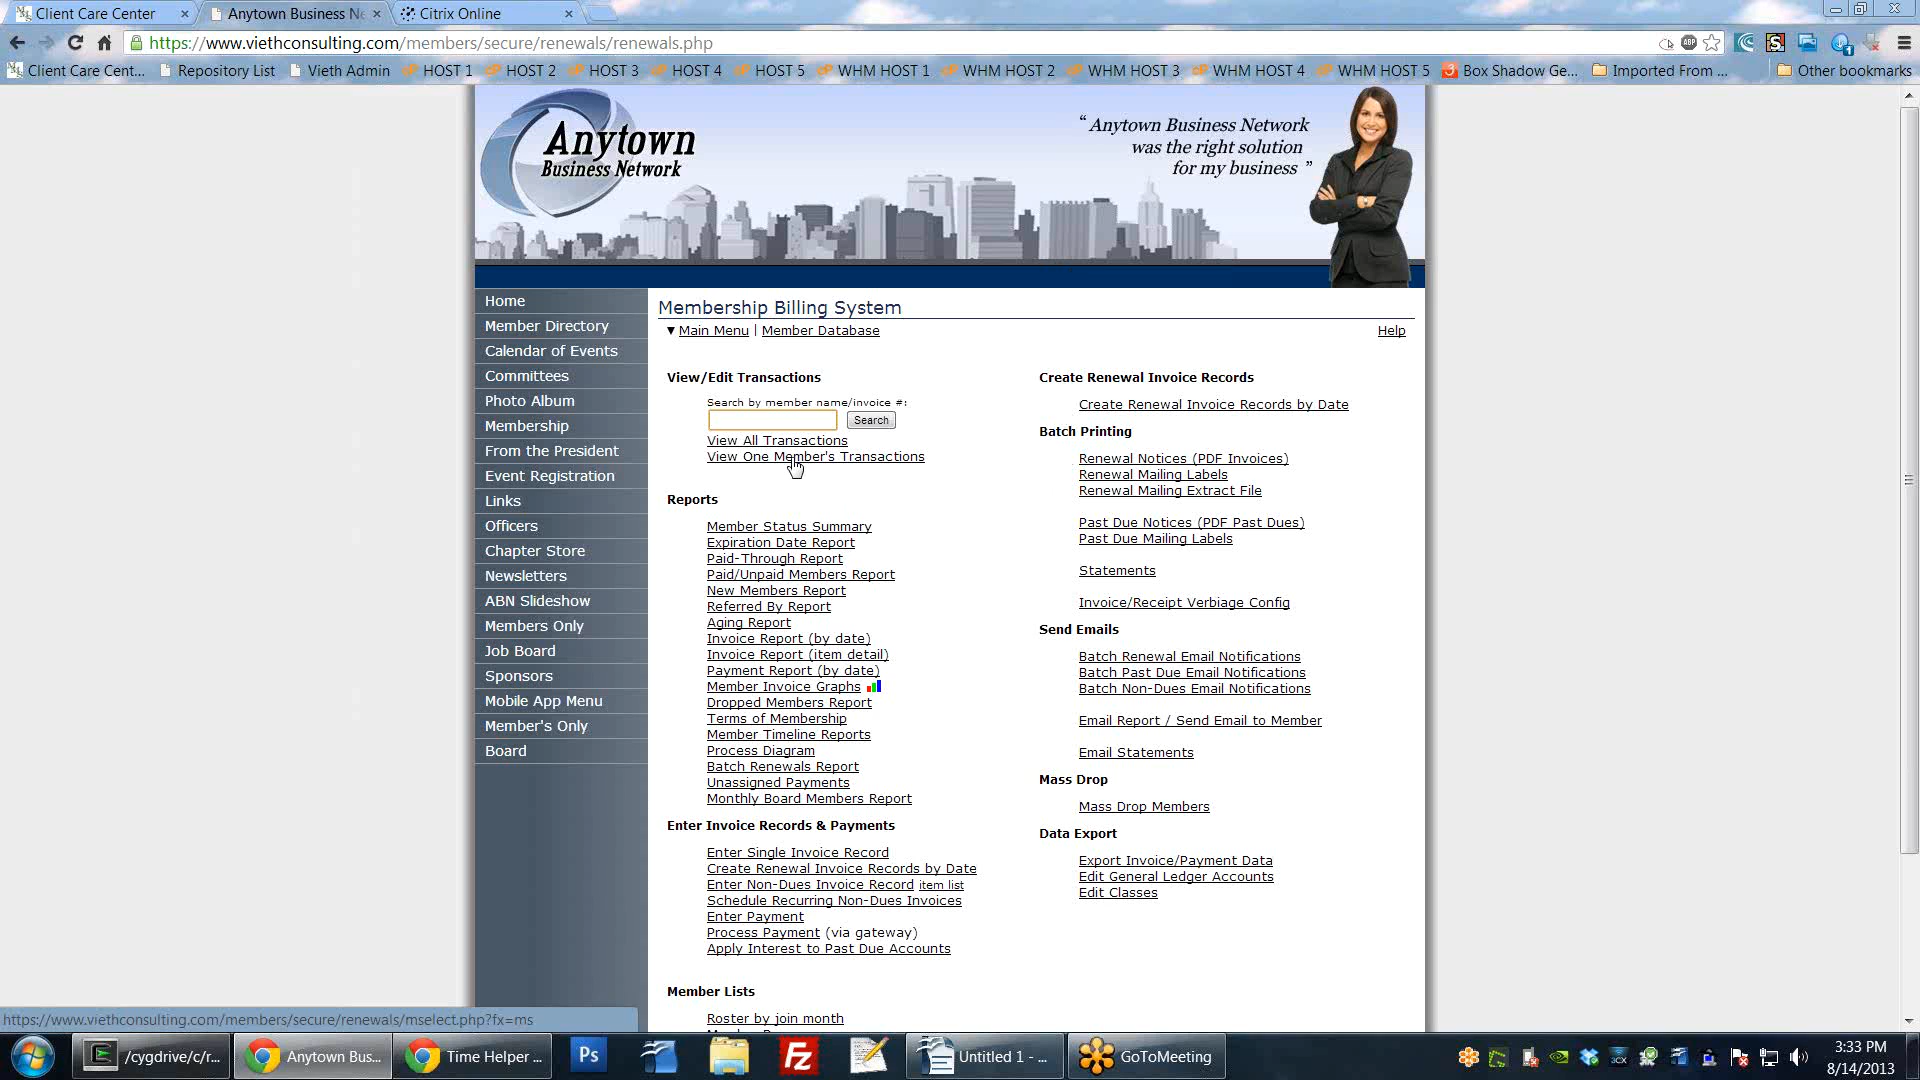 Client Care Center
Anytown Business Ne
Citrix Online
https://www.viethconsulting.com/members/secure/renewals/renewals.php
Client Care Cent...
Repository List
Vieth Admin
HOST 1
HOST 2
HOST 3
HOST 4
HOST 5
WHM HOST 1
WHM HOST 2
WHM HOST 3
WHM HOST 4
WHM HOST 5
Box Shadow Ge...
Imported From ...
Other bookmarks
Anytown
Business Network
“ Anytown Business Network
was the right solution
for my business ”
Home
Member Directory
Calendar of Events
Committees
Photo Album
Membership
From the President
Event Registration
Links
Officers
Chapter Store
Newsletters
ABN Slideshow
Members Only
Job Board
Sponsors
Mobile App Menu
Member's Only
Board
Membership Billing System
▼ Main Menu | Member Database
Help
View/Edit Transactions
Search by member name/invoice #:
Search
View All Transactions
View One Member's Transactions
Reports
Member Status Summary
Expiration Date Report
Paid-Through Report
Paid/Unpaid Members Report
New Members Report
Referred By Report
Aging Report
Invoice Report (by date)
Invoice Report (item detail)
Payment Report (by date)
Member Invoice Graphs
Dropped Members Report
Terms of Membership
Member Timeline Reports
Process Diagram
Batch Renewals Report
Unassigned Payments
Monthly Board Members Report
Enter Invoice Records & Payments
Enter Single Invoice Record
Create Renewal Invoice Records by Date
Enter Non-Dues Invoice Record item list
Schedule Recurring Non-Dues Invoices
Enter Payment
Process Payment (via gateway)
Apply Interest to Past Due Accounts
Member Lists
Roster by join month
Create Renewal Invoice Records
Create Renewal Invoice Records by Date
Batch Printing
Renewal Notices (PDF Invoices)
Renewal Mailing Labels
Renewal Mailing Extract File
Past Due Notices (PDF Past Dues)
Past Due Mailing Labels
Statements
Invoice/Receipt Verbiage Config
Send Emails
Batch Renewal Email Notifications
Batch Past Due Email Notifications
Batch Non-Dues Email Notifications
Email Report / Send Email to Member
Email Statements
Mass Drop
Mass Drop Members
Data Export
Export Invoice/Payment Data
Edit General Ledger Accounts
Edit Classes
https://www.viethconsulting.com/members/secure/renewals/mselect.php?fx=ms
/cygdrive/c/r...
Anytown Bus...
Time Helper ...
Ps
Fz
Untitled 1 - ...
GoToMeeting
3:33 PM
8/14/2013